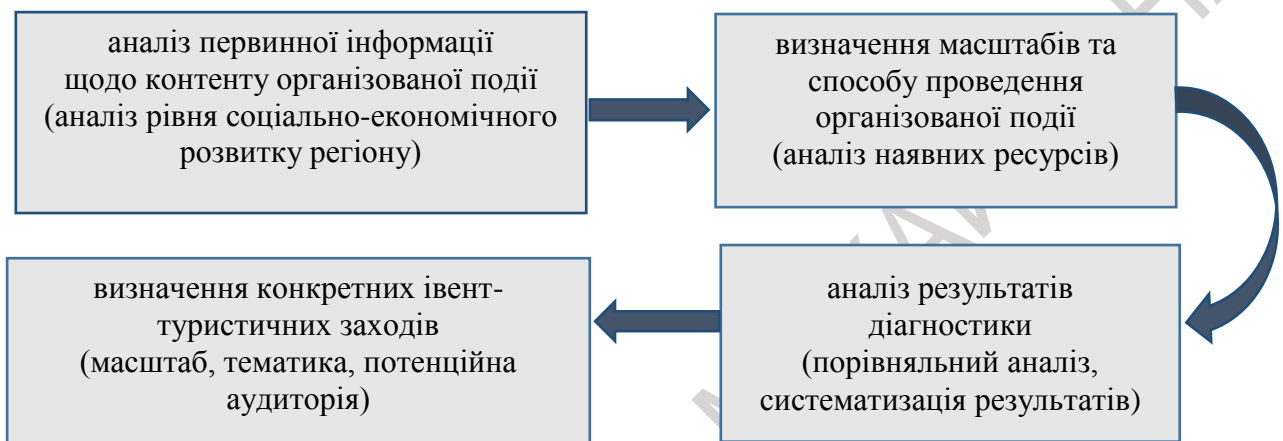 аналіз первинної інформації
щодо контенту організованої події
(аналіз рівня соціально-економічного
розвитку регіону)
визначення масштабів та
способу проведення
організованої події
(аналіз наявних ресурсів)
визначення конкретних івент-
туристичних заходів
(масштаб, тематика, потенційна
аудиторія)
аналіз результатів
діагностики
(порівняльний аналіз,
систематизація результатів)